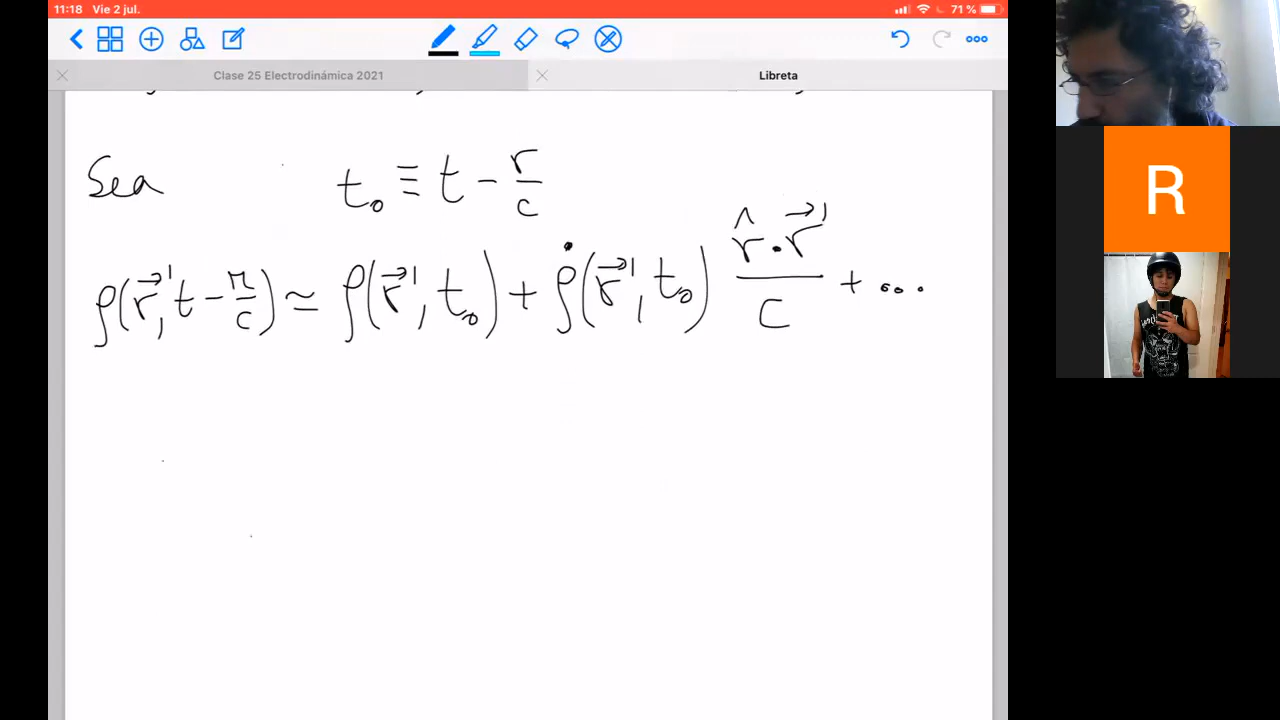 11:18 Vie 2 jul. 71 %
Clase 25 Electrodinámica 2021
Libreta
Sea t₀ ≡ t - r/c
ρ(r⃗', t - 𝓇/c) ≃ ρ(r⃗', t₀) + ρ̇(r⃗', t₀) (r̂ · r⃗')/c + ...
R